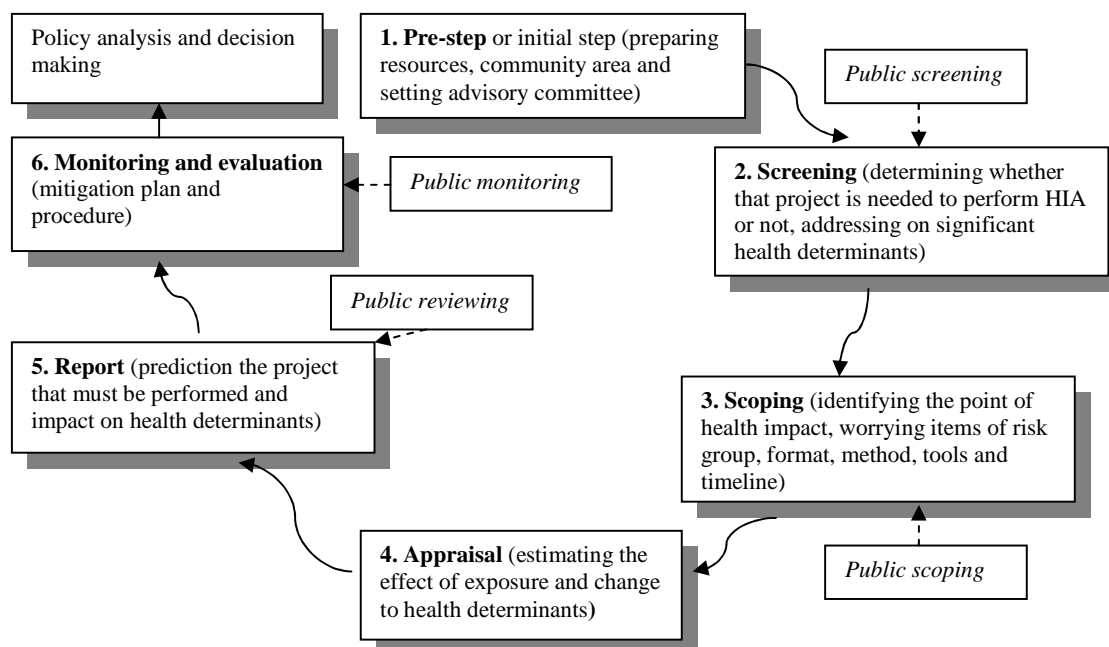 Policy analysis and decision
making
1. Pre-step or initial step (preparing
resources, community area and
setting advisory committee)
Public screening
2. Screening (determining whether
that project is needed to perform HIA
or not, addressing on significant
health determinants)
6. Monitoring and evaluation
(mitigation plan and
procedure)
Public monitoring
Public reviewing
5. Report (prediction the project
that must be performed and
impact on health determinants)
3. Scoping (identifying the point of
health impact, worrying items of risk
group, format, method, tools and
timeline)
4. Appraisal (estimating the
effect of exposure and change
to health determinants)
Public scoping